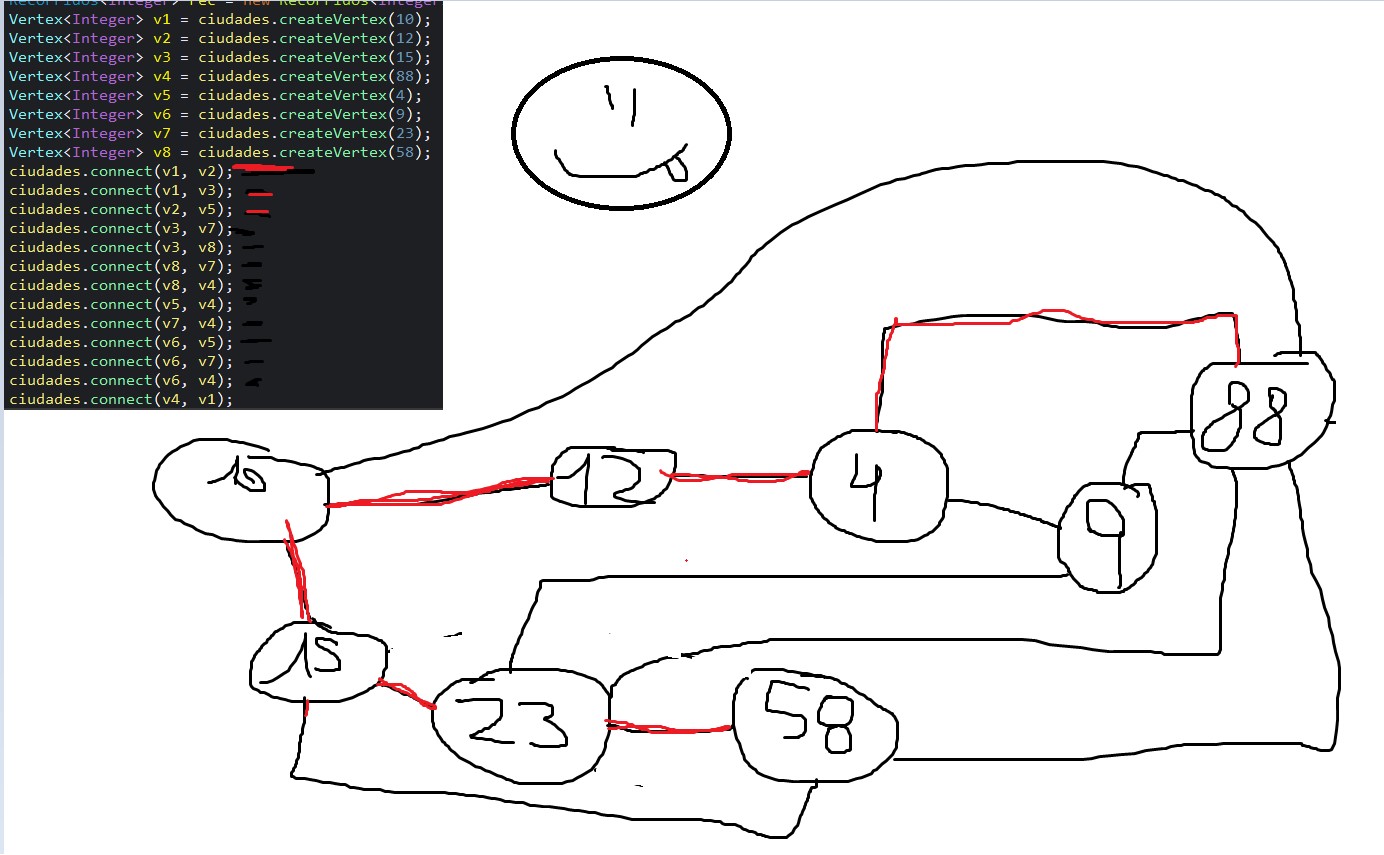 Recorridos<Integer> rec = new Recorridos<Integer
Vertex<Integer> v1 = ciudades.createVertex(10);
Vertex<Integer> v2 = ciudades.createVertex(12);
Vertex<Integer> v3 = ciudades.createVertex(15);
Vertex<Integer> v4 = ciudades.createVertex(88);
Vertex<Integer> v5 = ciudades.createVertex(4);
Vertex<Integer> v6 = ciudades.createVertex(9);
Vertex<Integer> v7 = ciudades.createVertex(23);
Vertex<Integer> v8 = ciudades.createVertex(58);
ciudades.connect(v1, v2);
ciudades.connect(v1, v3);
ciudades.connect(v2, v5);
ciudades.connect(v3, v7);
ciudades.connect(v3, v8);
ciudades.connect(v8, v7);
ciudades.connect(v8, v4);
ciudades.connect(v5, v4);
ciudades.connect(v7, v4);
ciudades.connect(v6, v5);
ciudades.connect(v6, v7);
ciudades.connect(v6, v4);
ciudades.connect(v4, v1);
88
10
12
4
9
15
23
58